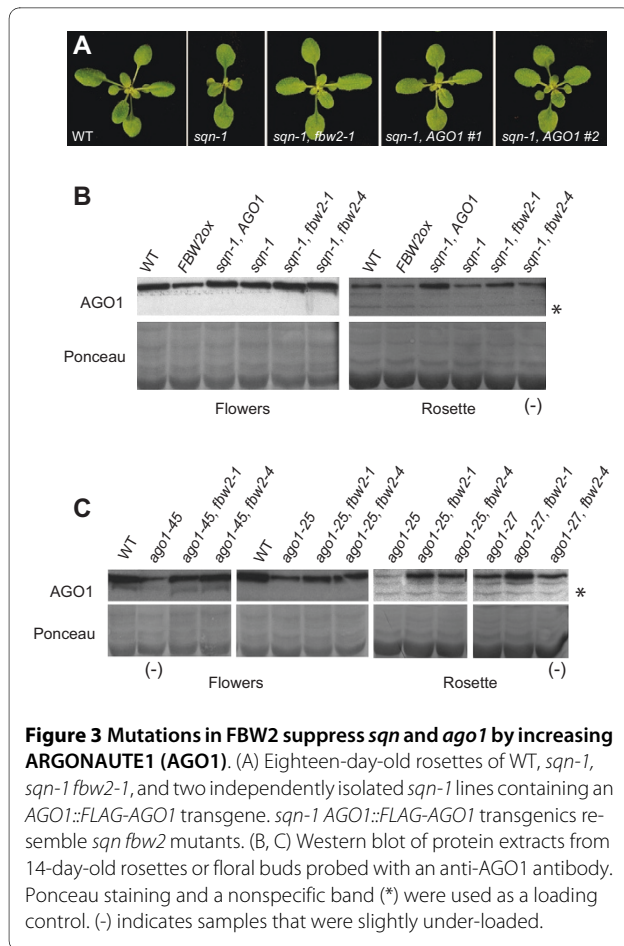 A
WT
sqn-1
sqn-1, fbw2-1
sqn-1, AGO1 #1
sqn-1, AGO1 #2
B
WT
FBW2ox
sqn-1, AGO1
sqn-1
sqn-1, fbw2-1
sqn-1, fbw2-4
WT
FBW2ox
sqn-1, AGO1
sqn-1
sqn-1, fbw2-1
sqn-1, fbw2-4
AGO1
*
Ponceau
Flowers
Rosette
(-)
C
WT
ago1-45
ago1-45, fbw2-1
ago1-45, fbw2-4
WT
ago1-25
ago1-25, fbw2-1
ago1-25, fbw2-4
ago1-25
ago1-25, fbw2-1
ago1-25, fbw2-4
ago1-27
ago1-27, fbw2-1
ago1-27, fbw2-4
AGO1
*
Ponceau
(-)
(-)
Flowers
Rosette
Figure 3 Mutations in FBW2 suppress sqn and ago1 by increasing
ARGONAUTE1 (AGO1). (A) Eighteen-day-old rosettes of WT, sqn-1,
sqn-1 fbw2-1, and two independently isolated sqn-1 lines containing an
AGO1::FLAG-AGO1 transgene. sqn-1 AGO1::FLAG-AGO1 transgenics re-
semble sqn fbw2 mutants. (B, C) Western blot of protein extracts from
14-day-old rosettes or floral buds probed with an anti-AGO1 antibody.
Ponceau staining and a nonspecific band (*) were used as a loading
control. (-) indicates samples that were slightly under-loaded.